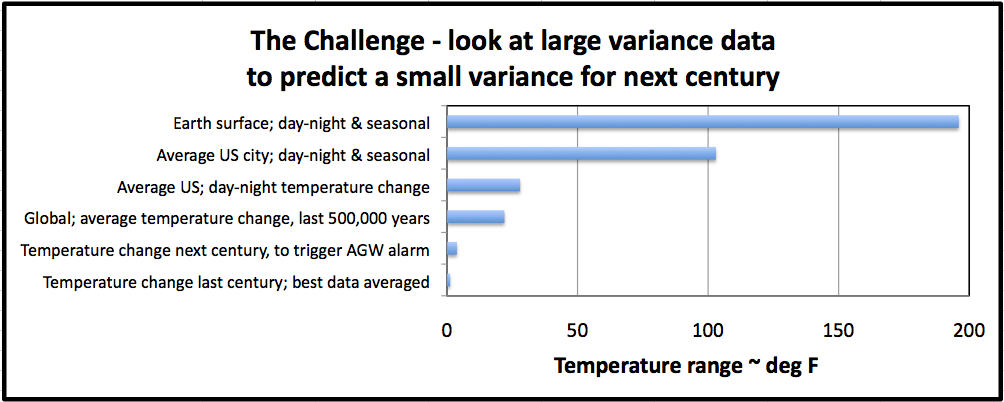 The Challenge - look at large variance data
to predict a small variance for next century
Earth surface; day-night & seasonal
Average US city; day-night & seasonal
Average US; day-night temperature change
Global; average temperature change, last 500,000 years
Temperature change next century, to trigger AGW alarm
Temperature change last century; best data averaged
0 50 100 150 200
Temperature range ~ deg F